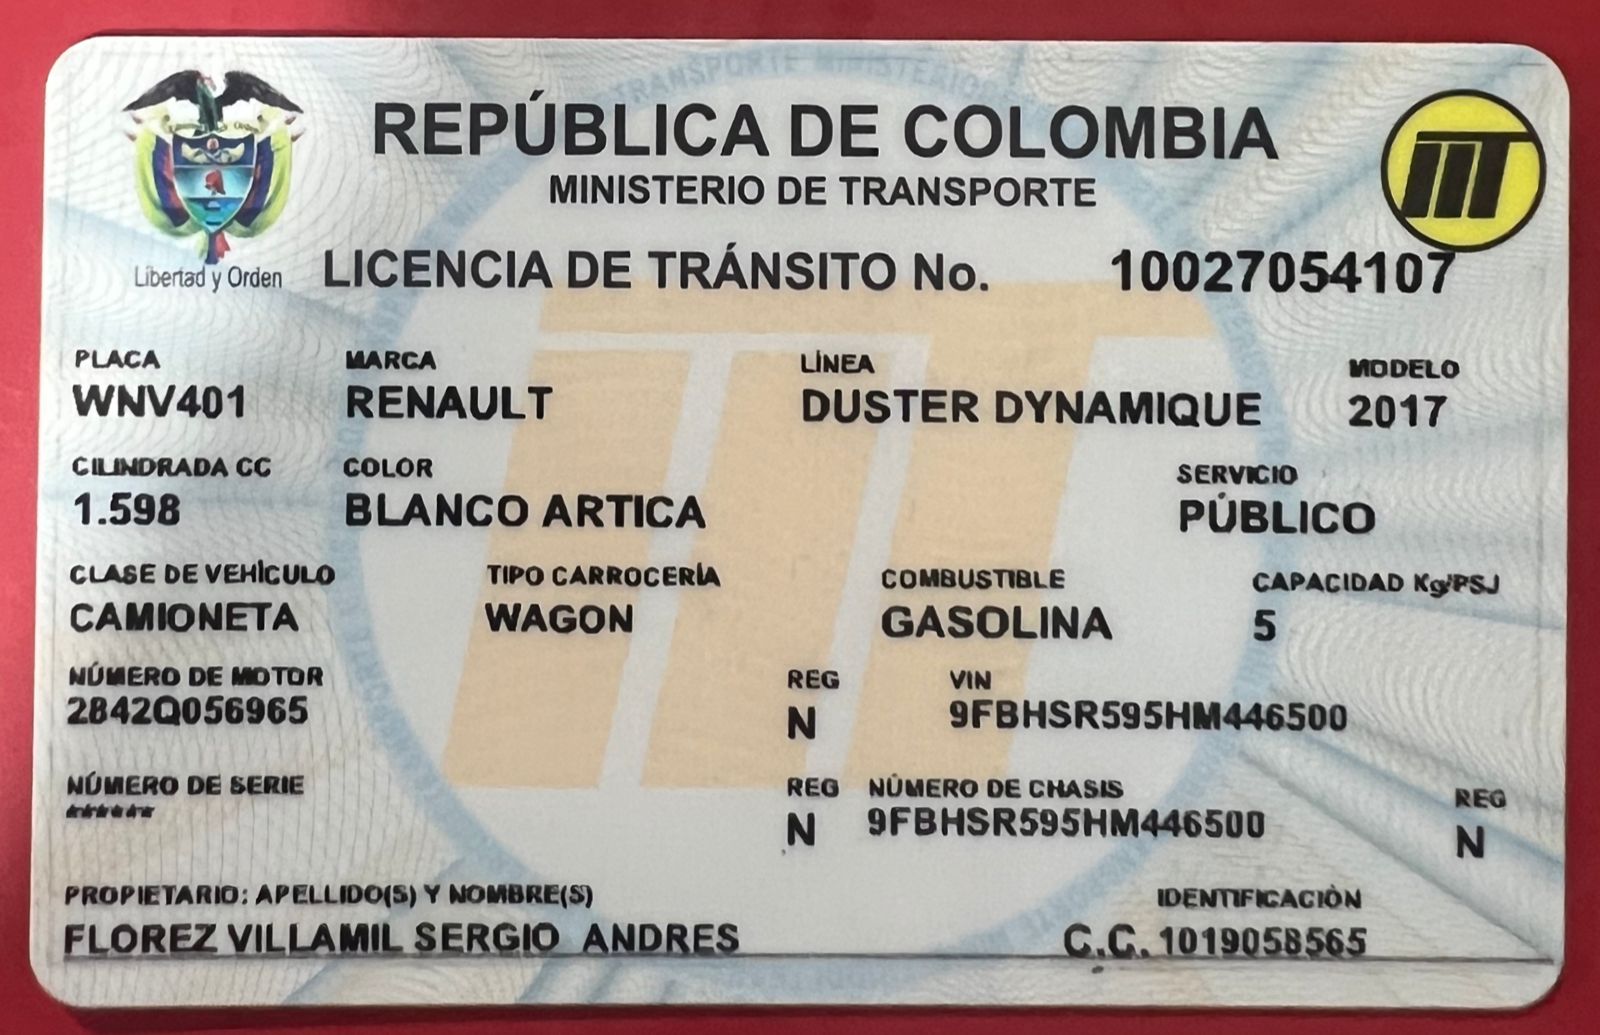 REPÚBLICA DE COLOMBIA
MINISTERIO DE TRANSPORTE
Libertad y Orden
LICENCIA DE TRÁNSITO No. 10027054107
PLACA MARCA LÍNEA MODELO
WNV401 RENAULT DUSTER DYNAMIQUE 2017
CILINDRADA CC COLOR SERVICIO
1.598 BLANCO ARTICA PÚBLICO
CLASE DE VEHÍCULO TIPO CARROCERÍA COMBUSTIBLE CAPACIDAD Kg/PSJ
CAMIONETA WAGON GASOLINA 5
NÚMERO DE MOTOR REG VIN
2842Q056965 N 9FBHSR595HM446500
NÚMERO DE SERIE REG NÚMERO DE CHASIS REG
****** N 9FBHSR595HM446500 N
PROPIETARIO: APELLIDO(S) Y NOMBRE(S) IDENTIFICACIÓN
FLOREZ VILLAMIL SERGIO ANDRES C.C. 1019058565